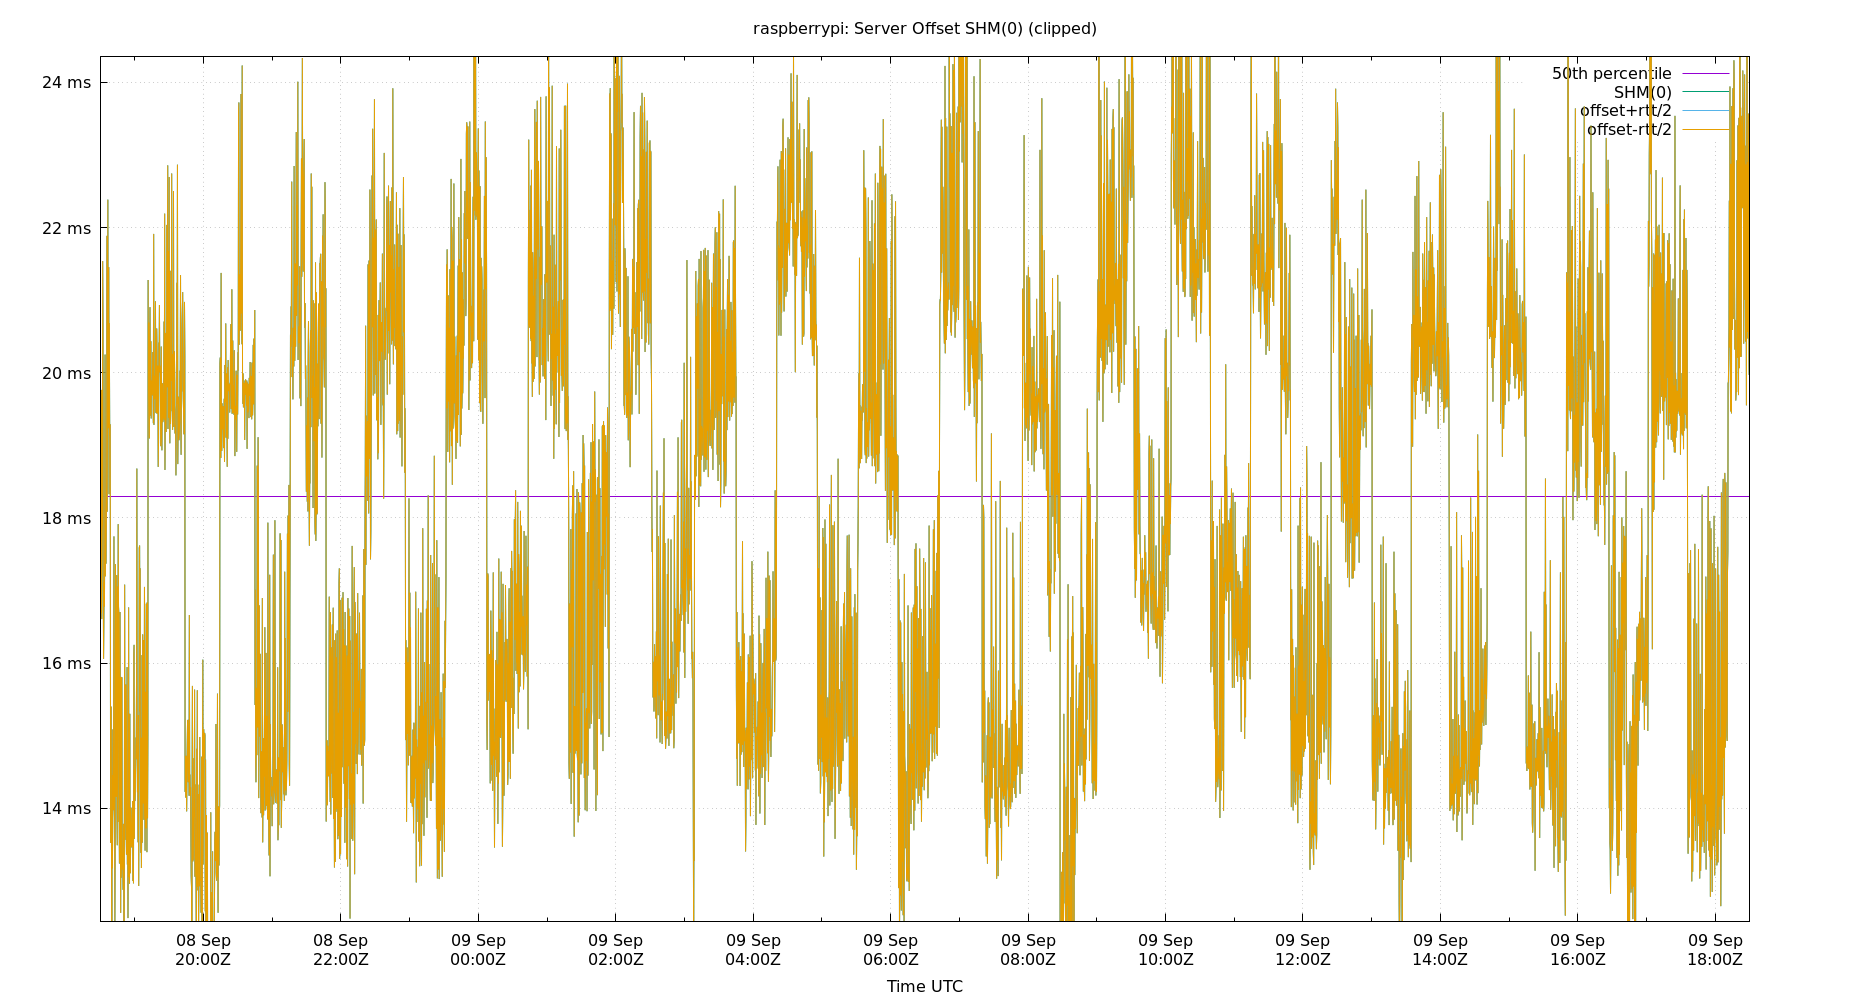 raspberrypi: Server Offset SHM(0) (clipped)
24 ms
22 ms
20 ms
18 ms
16 ms
14 ms
50th percentile
SHM(0)
offset+rtt/2
offset-rtt/2
08 Sep 08 Sep 09 Sep 09 Sep 09 Sep 09 Sep 09 Sep 09 Sep 09 Sep 09 Sep 09 Sep 09 Sep
20:00Z 22:00Z 00:00Z 02:00Z 04:00Z 06:00Z 08:00Z 10:00Z 12:00Z 14:00Z 16:00Z 18:00Z
Time UTC